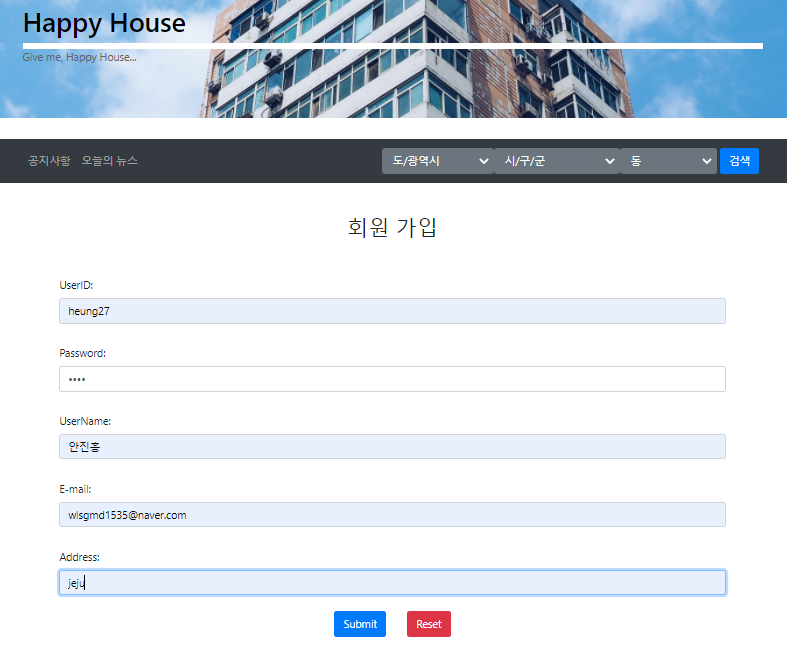 Happy House
Give me, Happy House...
공지사항 오늘의 뉴스 도/광역시 시/구/군 동 검색
회원 가입
UserID:
heung27
Password:
••••
UserName:
안진홍
E-mail:
wlsgmd1535@naver.com
Address:
jeju
Submit Reset